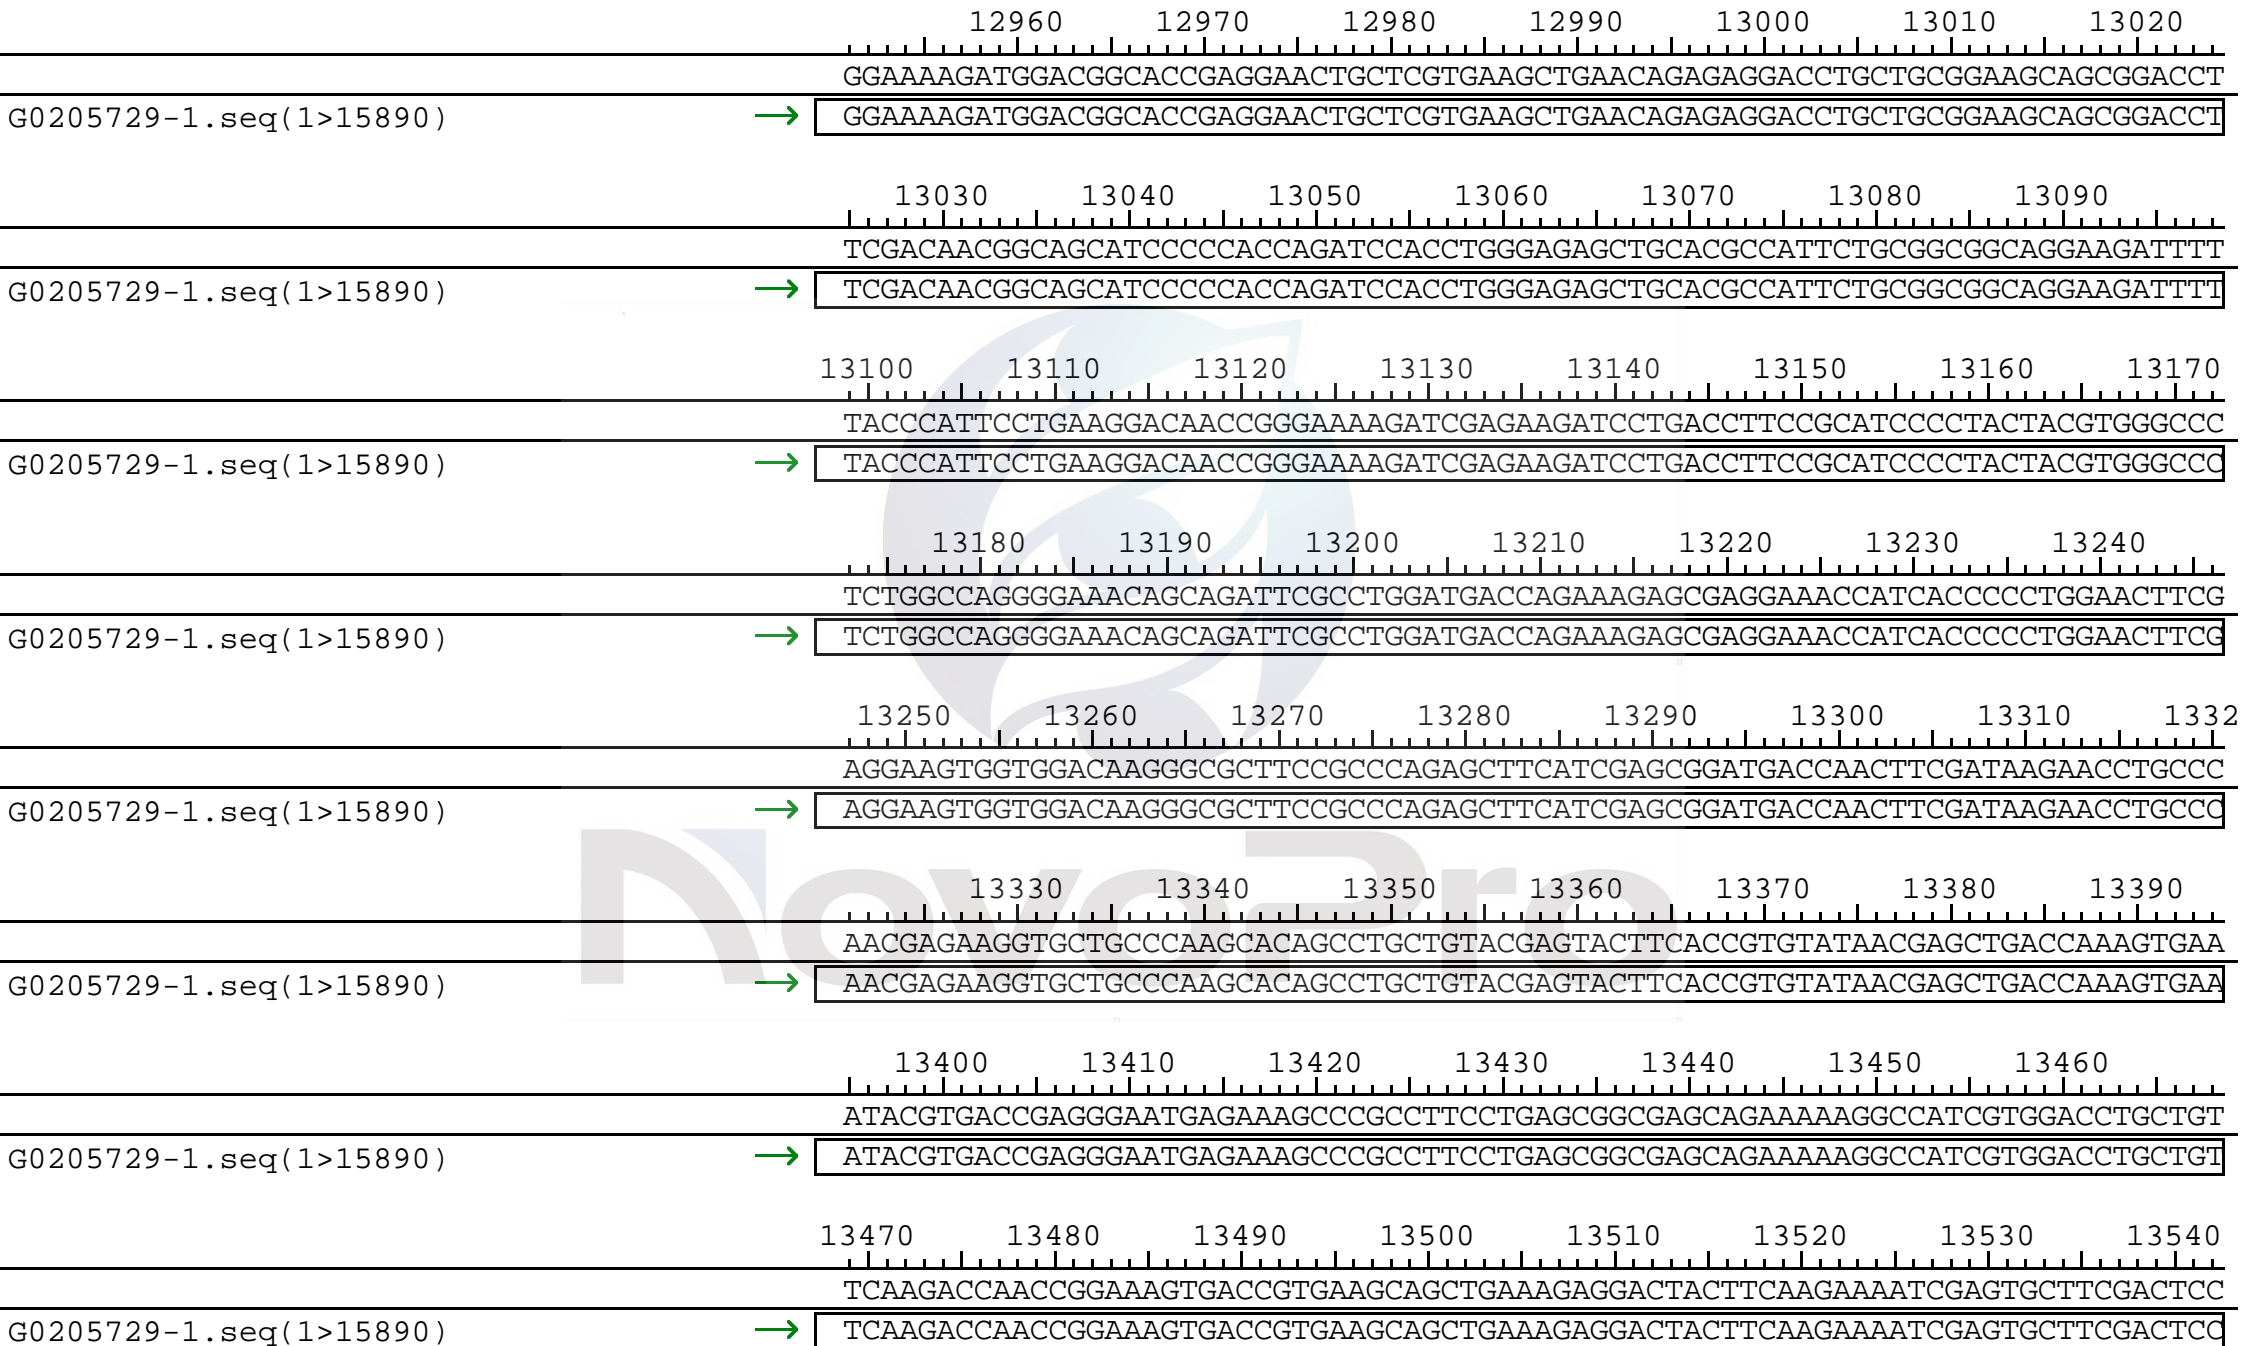 12960 12970 12980 12990 13000 13010 13020
GGAAAAGATGGACGGCACCGAGGAACTGCTCGTGAAGCTGAACAGAGAGGACCTGCTGCGGAAGCAGCGGACCT
G0205729-1.seq(1>15890) → GGAAAAGATGGACGGCACCGAGGAACTGCTCGTGAAGCTGAACAGAGAGGACCTGCTGCGGAAGCAGCGGACCT
13030 13040 13050 13060 13070 13080 13090
TCGACAACGGCAGCATCCCCCACCAGATCCACCTGGGAGAGCTGCACGCCATTCTGCGGCGGCAGGAAGATTTT
G0205729-1.seq(1>15890) → TCGACAACGGCAGCATCCCCCACCAGATCCACCTGGGAGAGCTGCACGCCATTCTGCGGCGGCAGGAAGATTTT
13100 13110 13120 13130 13140 13150 13160 13170
TACCCATTCCTGAAGGACAACCGGGAAAAGATCGAGAAGATCCTGACCTTCCGCATCCCCTACTACGTGGGCCC
G0205729-1.seq(1>15890) → TACCCATTCCTGAAGGACAACCGGGAAAAGATCGAGAAGATCCTGACCTTCCGCATCCCCTACTACGTGGGCCC
13180 13190 13200 13210 13220 13230 13240
TCTGGCCAGGGGAAACAGCAGATTCGCCTGGATGACCAGAAAGAGCGAGGAAACCATCACCCCCTGGAACTTCG
G0205729-1.seq(1>15890) → TCTGGCCAGGGGAAACAGCAGATTCGCCTGGATGACCAGAAAGAGCGAGGAAACCATCACCCCCTGGAACTTCG
13250 13260 13270 13280 13290 13300 13310 1332
AGGAAGTGGTGGACAAGGGCGCTTCCGCCCAGAGCTTCATCGAGCGGATGACCAACTTCGATAAGAACCTGCCC
G0205729-1.seq(1>15890) → AGGAAGTGGTGGACAAGGGCGCTTCCGCCCAGAGCTTCATCGAGCGGATGACCAACTTCGATAAGAACCTGCCC
NovoPro
13330 13340 13350 13360 13370 13380 13390
AACGAGAAGGTGCTGCCCAAGCACAGCCTGCTGTACGAGTACTTCACCGTGTATAACGAGCTGACCAAAGTGAA
G0205729-1.seq(1>15890) → AACGAGAAGGTGCTGCCCAAGCACAGCCTGCTGTACGAGTACTTCACCGTGTATAACGAGCTGACCAAAGTGAA
13400 13410 13420 13430 13440 13450 13460
ATACGTGACCGAGGGAATGAGAAAGCCCGCCTTCCTGAGCGGCGAGCAGAAAAAGGCCATCGTGGACCTGCTGT
G0205729-1.seq(1>15890) → ATACGTGACCGAGGGAATGAGAAAGCCCGCCTTCCTGAGCGGCGAGCAGAAAAAGGCCATCGTGGACCTGCTGT
13470 13480 13490 13500 13510 13520 13530 13540
TCAAGACCAACCGGAAAGTGACCGTGAAGCAGCTGAAAGAGGACTACTTCAAGAAAATCGAGTGCTTCGACTCC
G0205729-1.seq(1>15890) → TCAAGACCAACCGGAAAGTGACCGTGAAGCAGCTGAAAGAGGACTACTTCAAGAAAATCGAGTGCTTCGACTCC